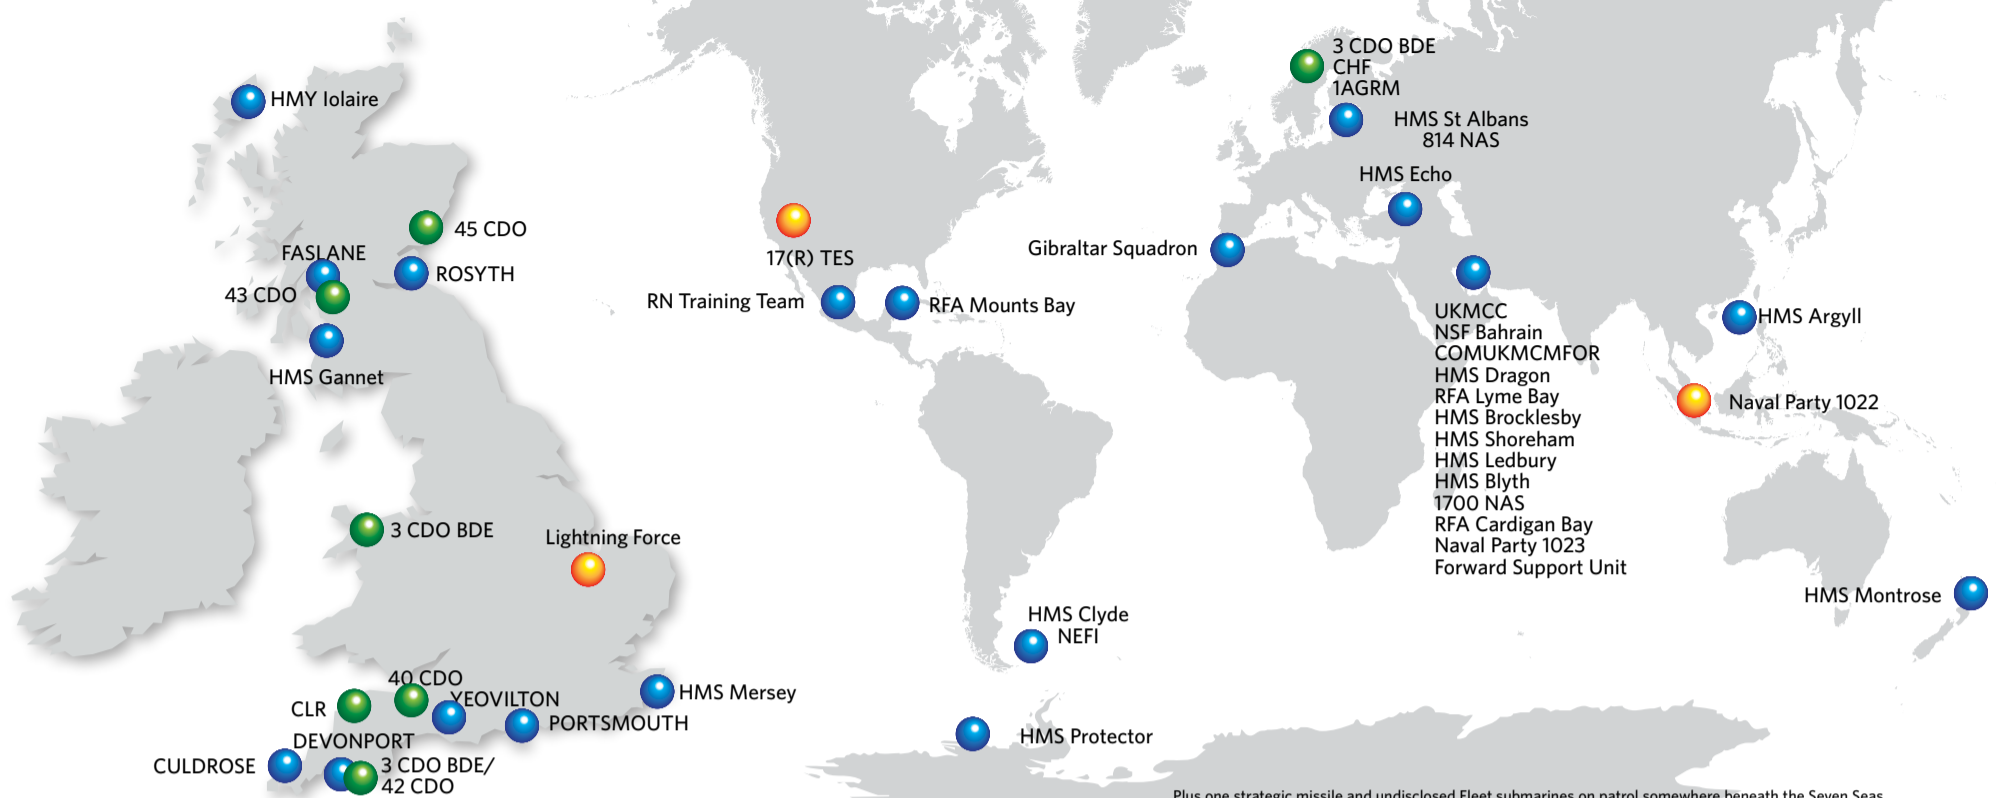 HMY Iolaire
45 CDO
FASLANE
ROSYTH
43 CDO
HMS Gannet
3 CDO BDE
Lightning Force
40 CDO
HMS Mersey
CLR
YEOVILTON
PORTSMOUTH
DEVONPORT
CULDROSE
3 CDO BDE/
42 CDO
17(R) TES
RN Training Team
RFA Mounts Bay
HMS Clyde
NEFI
HMS Protector
3 CDO BDE
CHF
1AGRM
HMS St Albans
814 NAS
HMS Echo
Gibraltar Squadron
UKMCC
NSF Bahrain
COMUKMCMFOR
HMS Dragon
RFA Lyme Bay
HMS Brocklesby
HMS Shoreham
HMS Ledbury
HMS Blyth
1700 NAS
RFA Cardigan Bay
Naval Party 1023
Forward Support Unit
HMS Argyll
Naval Party 1022
HMS Montrose
Plus one strategic missile and undisclosed Fleet submarines on patrol somewhere beneath the Seven Seas